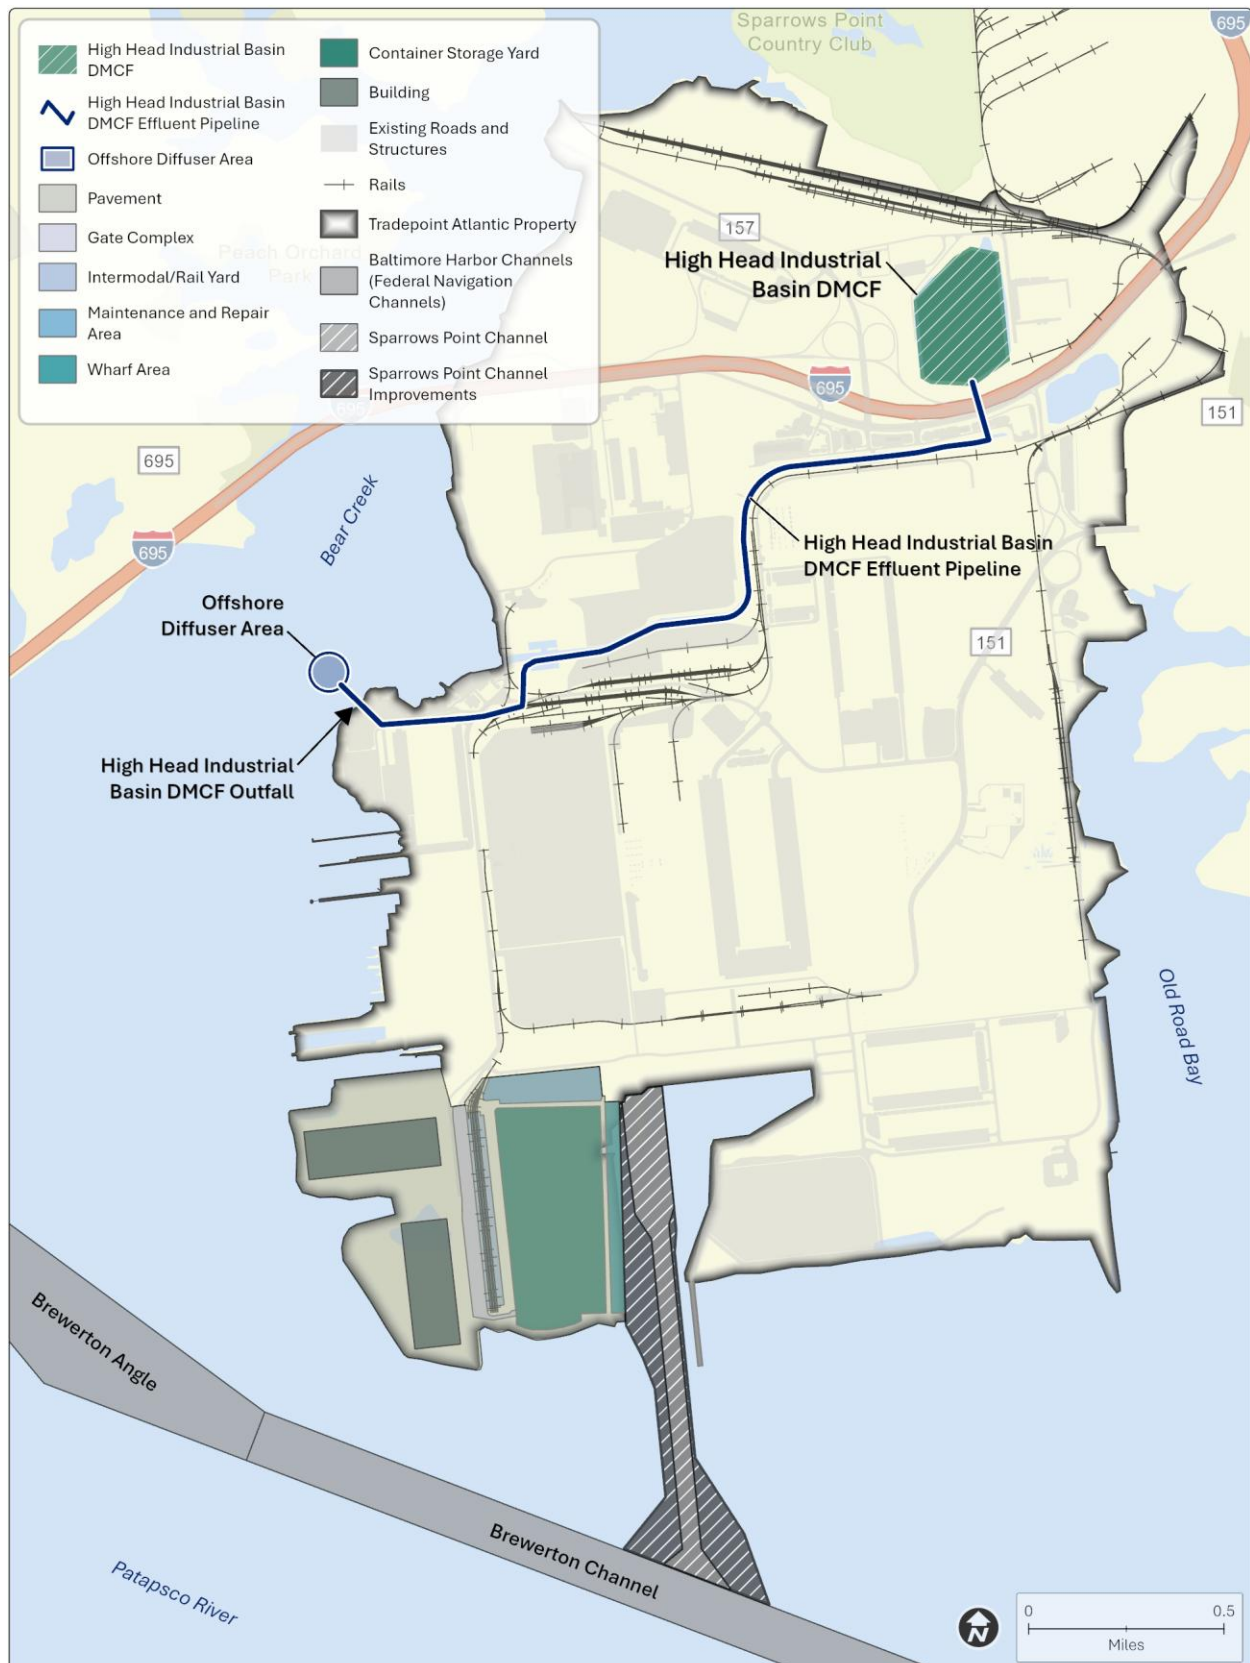 High Head Industrial Basin
DMCF
High Head Industrial Basin
DMCF Effluent Pipeline
Offshore Diffuser Area
Pavement
Gate Complex
Intermodal/Rail Yard
Maintenance and Repair
Area
Wharf Area
Container Storage Yard
Building
Existing Roads and
Structures
Rails
Tradepoint Atlantic Property
Baltimore Harbor Channels
(Federal Navigation
Channels)
Sparrows Point Channel
Sparrows Point Channel
Improvements
Peach Orchard
Park
Sparrows Point
Country Club
695
157
High Head Industrial
Basin DMCF
695
695
151
695
Bear Creek
695
High Head Industrial Basin
DMCF Effluent Pipeline
Offshore
Diffuser Area
151
High Head Industrial
Basin DMCF Outfall
Old Road Bay
Brewerton Angle
Brewerton Channel
Patapsco River
N
0 0.5
Miles